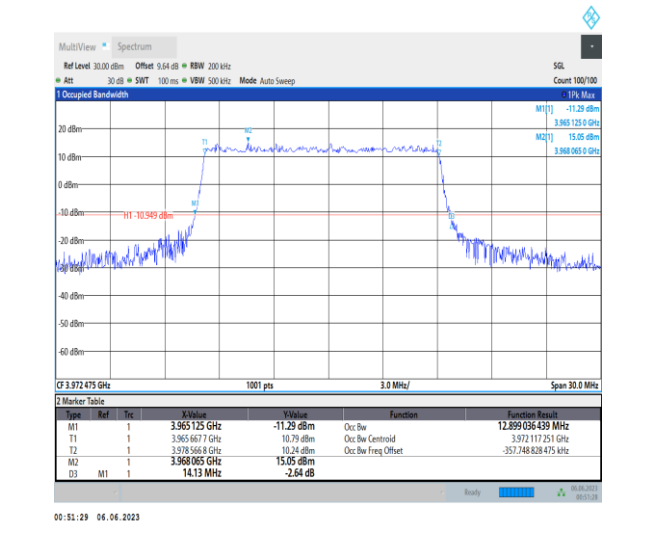 MultiView Spectrum
Ref Level 30.00 dBm Offset 9.64 dB RBW 200 kHz SGL
Att 30 dB SWT 100 ms VBW 500 kHz Mode Auto Sweep Count 100/100
1 Occupied Bandwidth 1Pk Max
M1[1] -11.29 dBm
3.965 125 0 GHz
M2[1] 15.05 dBm
3.968 065 0 GHz
20 dBm
M2
T1 T2
10 dBm
0 dBm
M1
-10 dBm
H1 -10.949 dBm
D3
-20 dBm
-30 dBm
-40 dBm
-50 dBm
-60 dBm
CF 3.972 475 GHz 1001 pts 3.0 MHz/ Span 30.0 MHz
2 Marker Table
Type Ref Trc X-Value Y-Value Function Function Result
M1 1 3.965 125 GHz -11.29 dBm Occ Bw 12.899 036 439 MHz
T1 1 3.965 667 7 GHz 10.79 dBm Occ Bw Centroid 3.972 117 251 GHz
T2 1 3.978 566 8 GHz 10.24 dBm Occ Bw Freq Offset -357.748 828 475 kHz
M2 1 3.968 065 GHz 15.05 dBm
D3 M1 1 14.13 MHz -2.64 dB
Ready 06.06.2023
00:51:28
00:51:29 06.06.2023